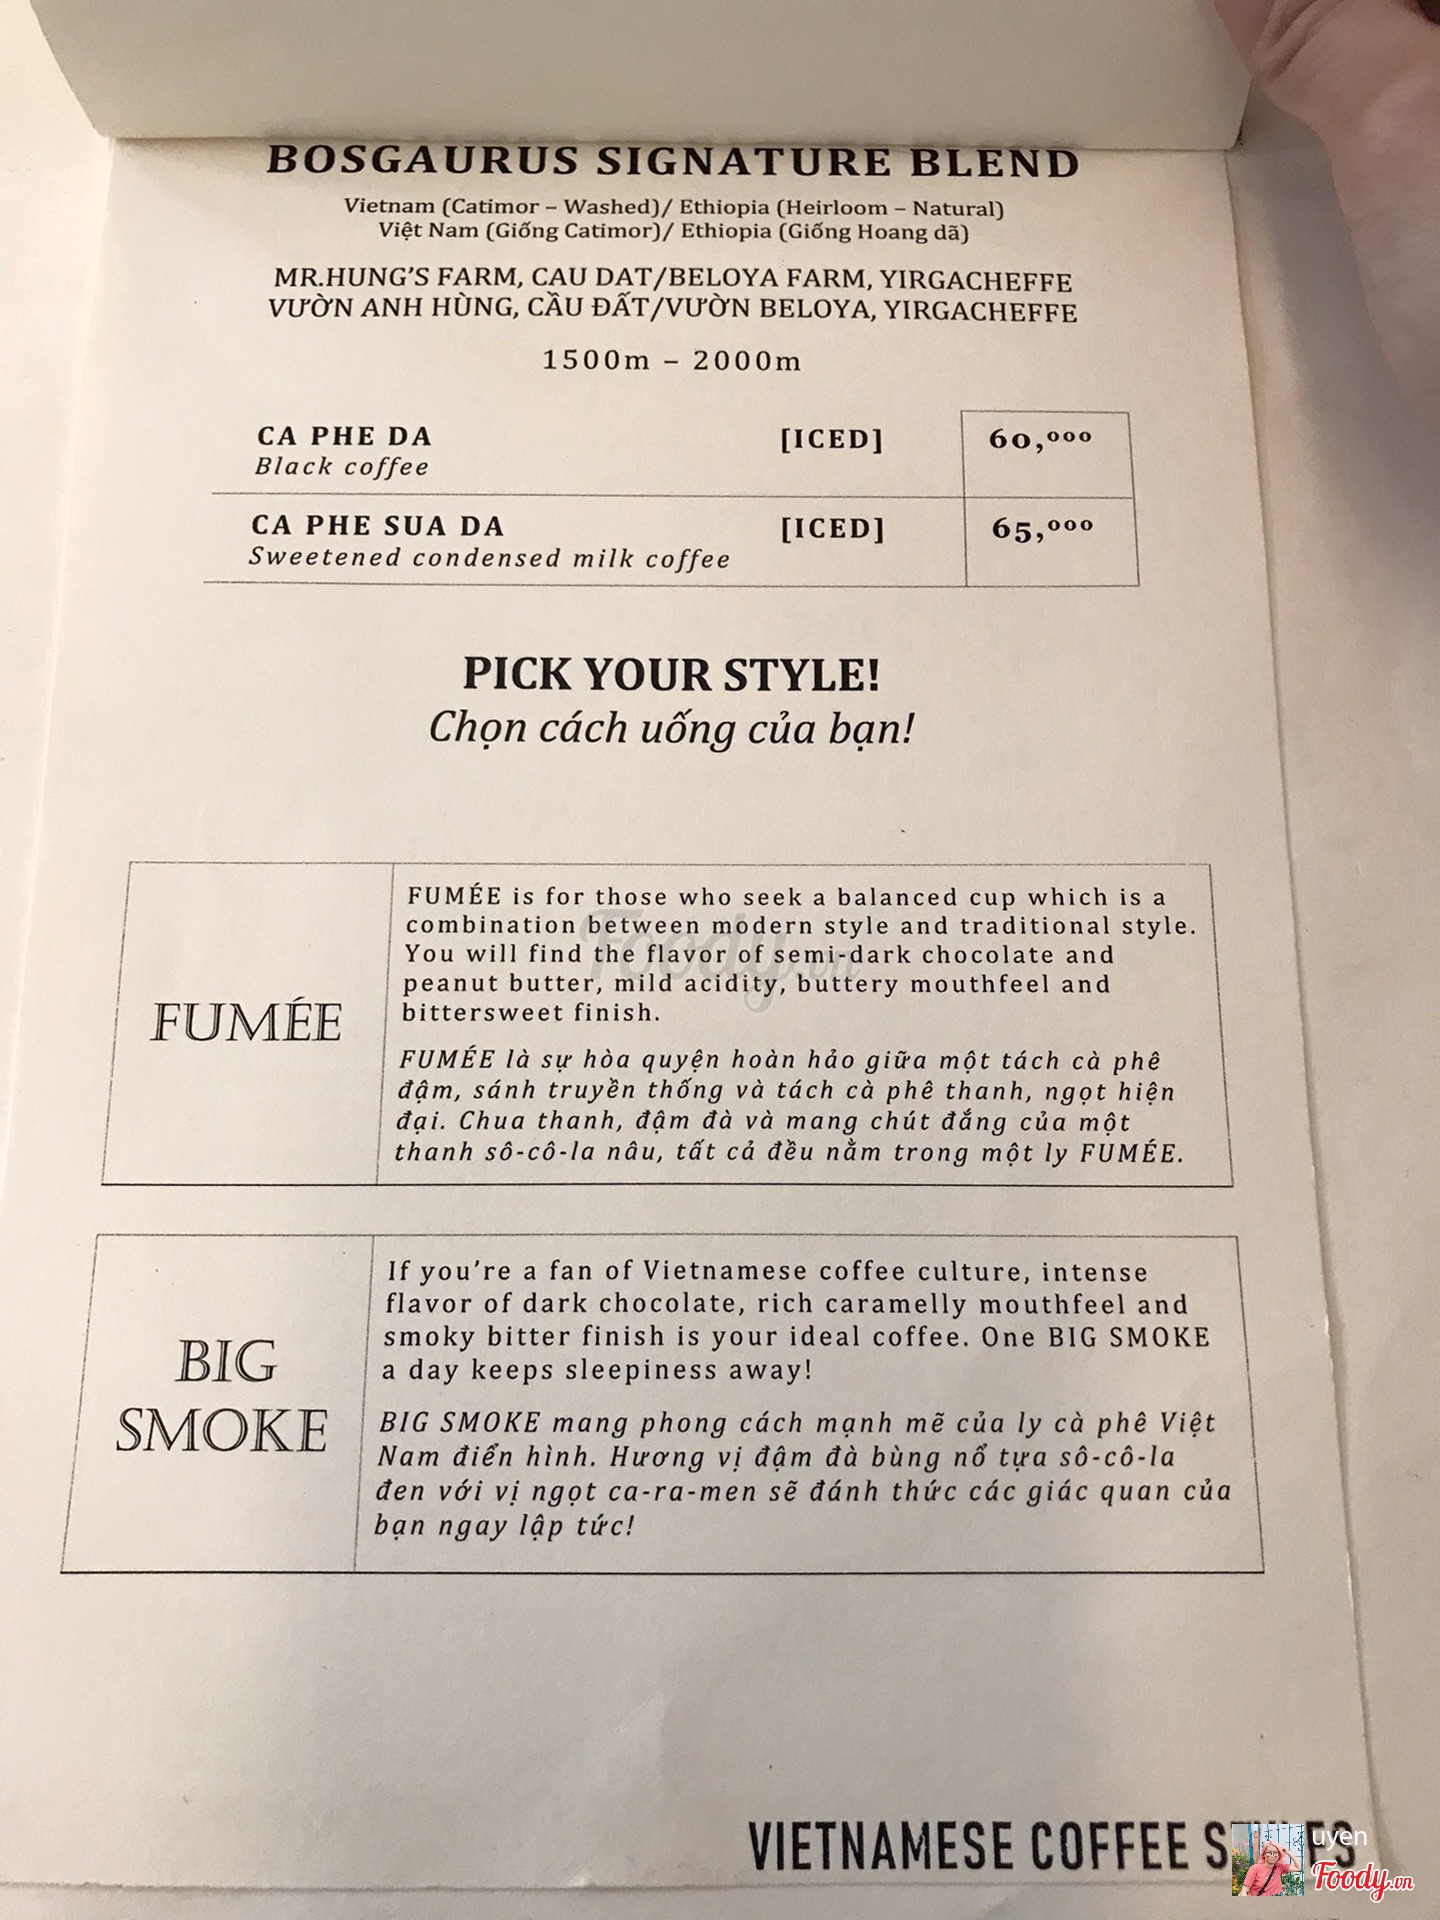 BOSGAURUS SIGNATURE BLEND
Vietnam (Catimor – Washed)/ Ethiopia (Heirloom – Natural)
Việt Nam (Giống Catimor)/ Ethiopia (Giống Hoang dã)
MR.HUNG'S FARM, CAU DAT/BELOYA FARM, YIRGACHEFFE
VƯỜN ANH HÙNG, CẦU ĐẤT/VƯỜN BELOYA, YIRGACHEFFE
1500m – 2000m
CA PHE DA [ICED] 60,000
Black coffee
CA PHE SUA DA [ICED] 65,000
Sweetened condensed milk coffee
PICK YOUR STYLE!
Chọn cách uống của bạn!
FUMÉE
FUMÉE is for those who seek a balanced cup which is a
combination between modern style and traditional style.
You will find the flavor of semi-dark chocolate and
peanut butter, mild acidity, buttery mouthfeel and
bittersweet finish.
FUMÉE là sự hòa quyện hoàn hảo giữa một tách cà phê
đậm, sánh truyền thống và tách cà phê thanh, ngọt hiện
đại. Chua thanh, đậm đà và mang chút đắng của một
thanh sô-cô-la nâu, tất cả đều nằm trong một ly FUMÉE.
BIG
SMOKE
If you're a fan of Vietnamese coffee culture, intense
flavor of dark chocolate, rich caramelly mouthfeel and
smoky bitter finish is your ideal coffee. One BIG SMOKE
a day keeps sleepiness away!
BIG SMOKE mang phong cách mạnh mẽ của ly cà phê Việt
Nam điển hình. Hương vị đậm đà bùng nổ tựa sô-cô-la
đen với vị ngọt ca-ra-men sẽ đánh thức các giác quan của
bạn ngay lập tức!
Foody.vn
VIETNAMESE COFFEE
uyen
Foody.vn